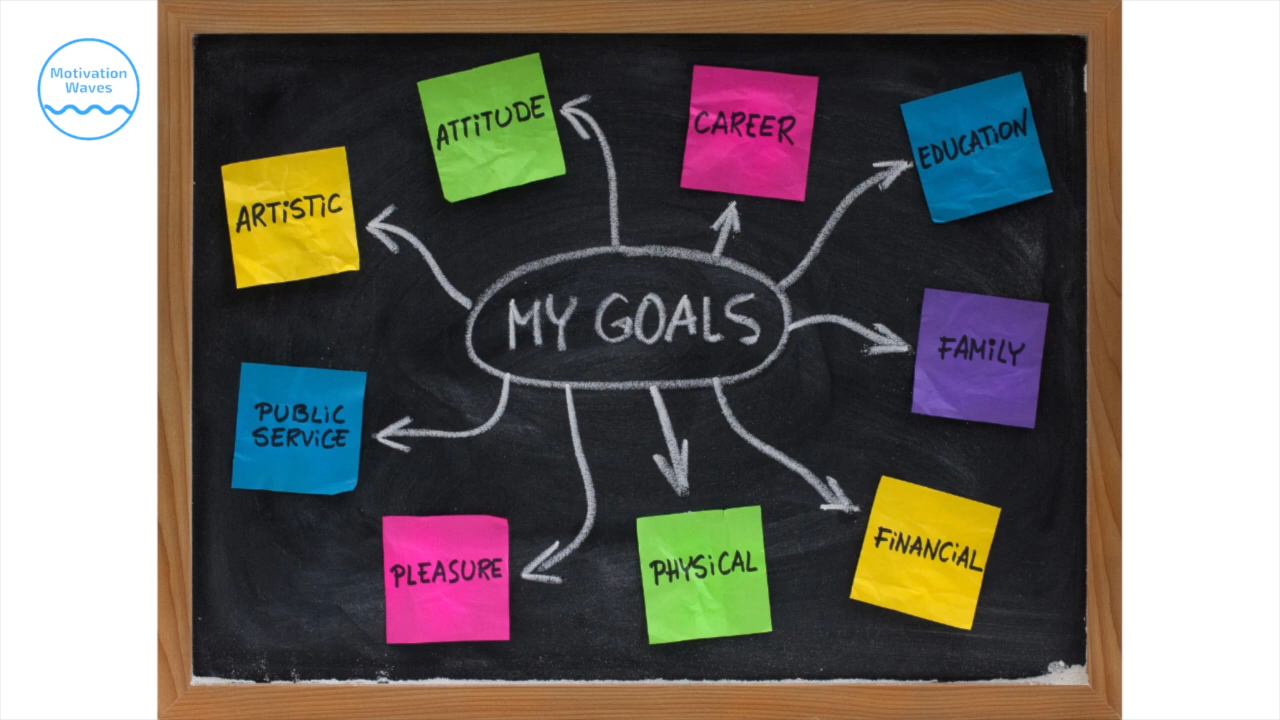 Motivation
Waves
ATTITUDE
CAREER
EDUCATION
ARTISTIC
MY GOALS
FAMILY
PUBLIC
SERVICE
FINANCIAL
PLEASURE
PHYSICAL